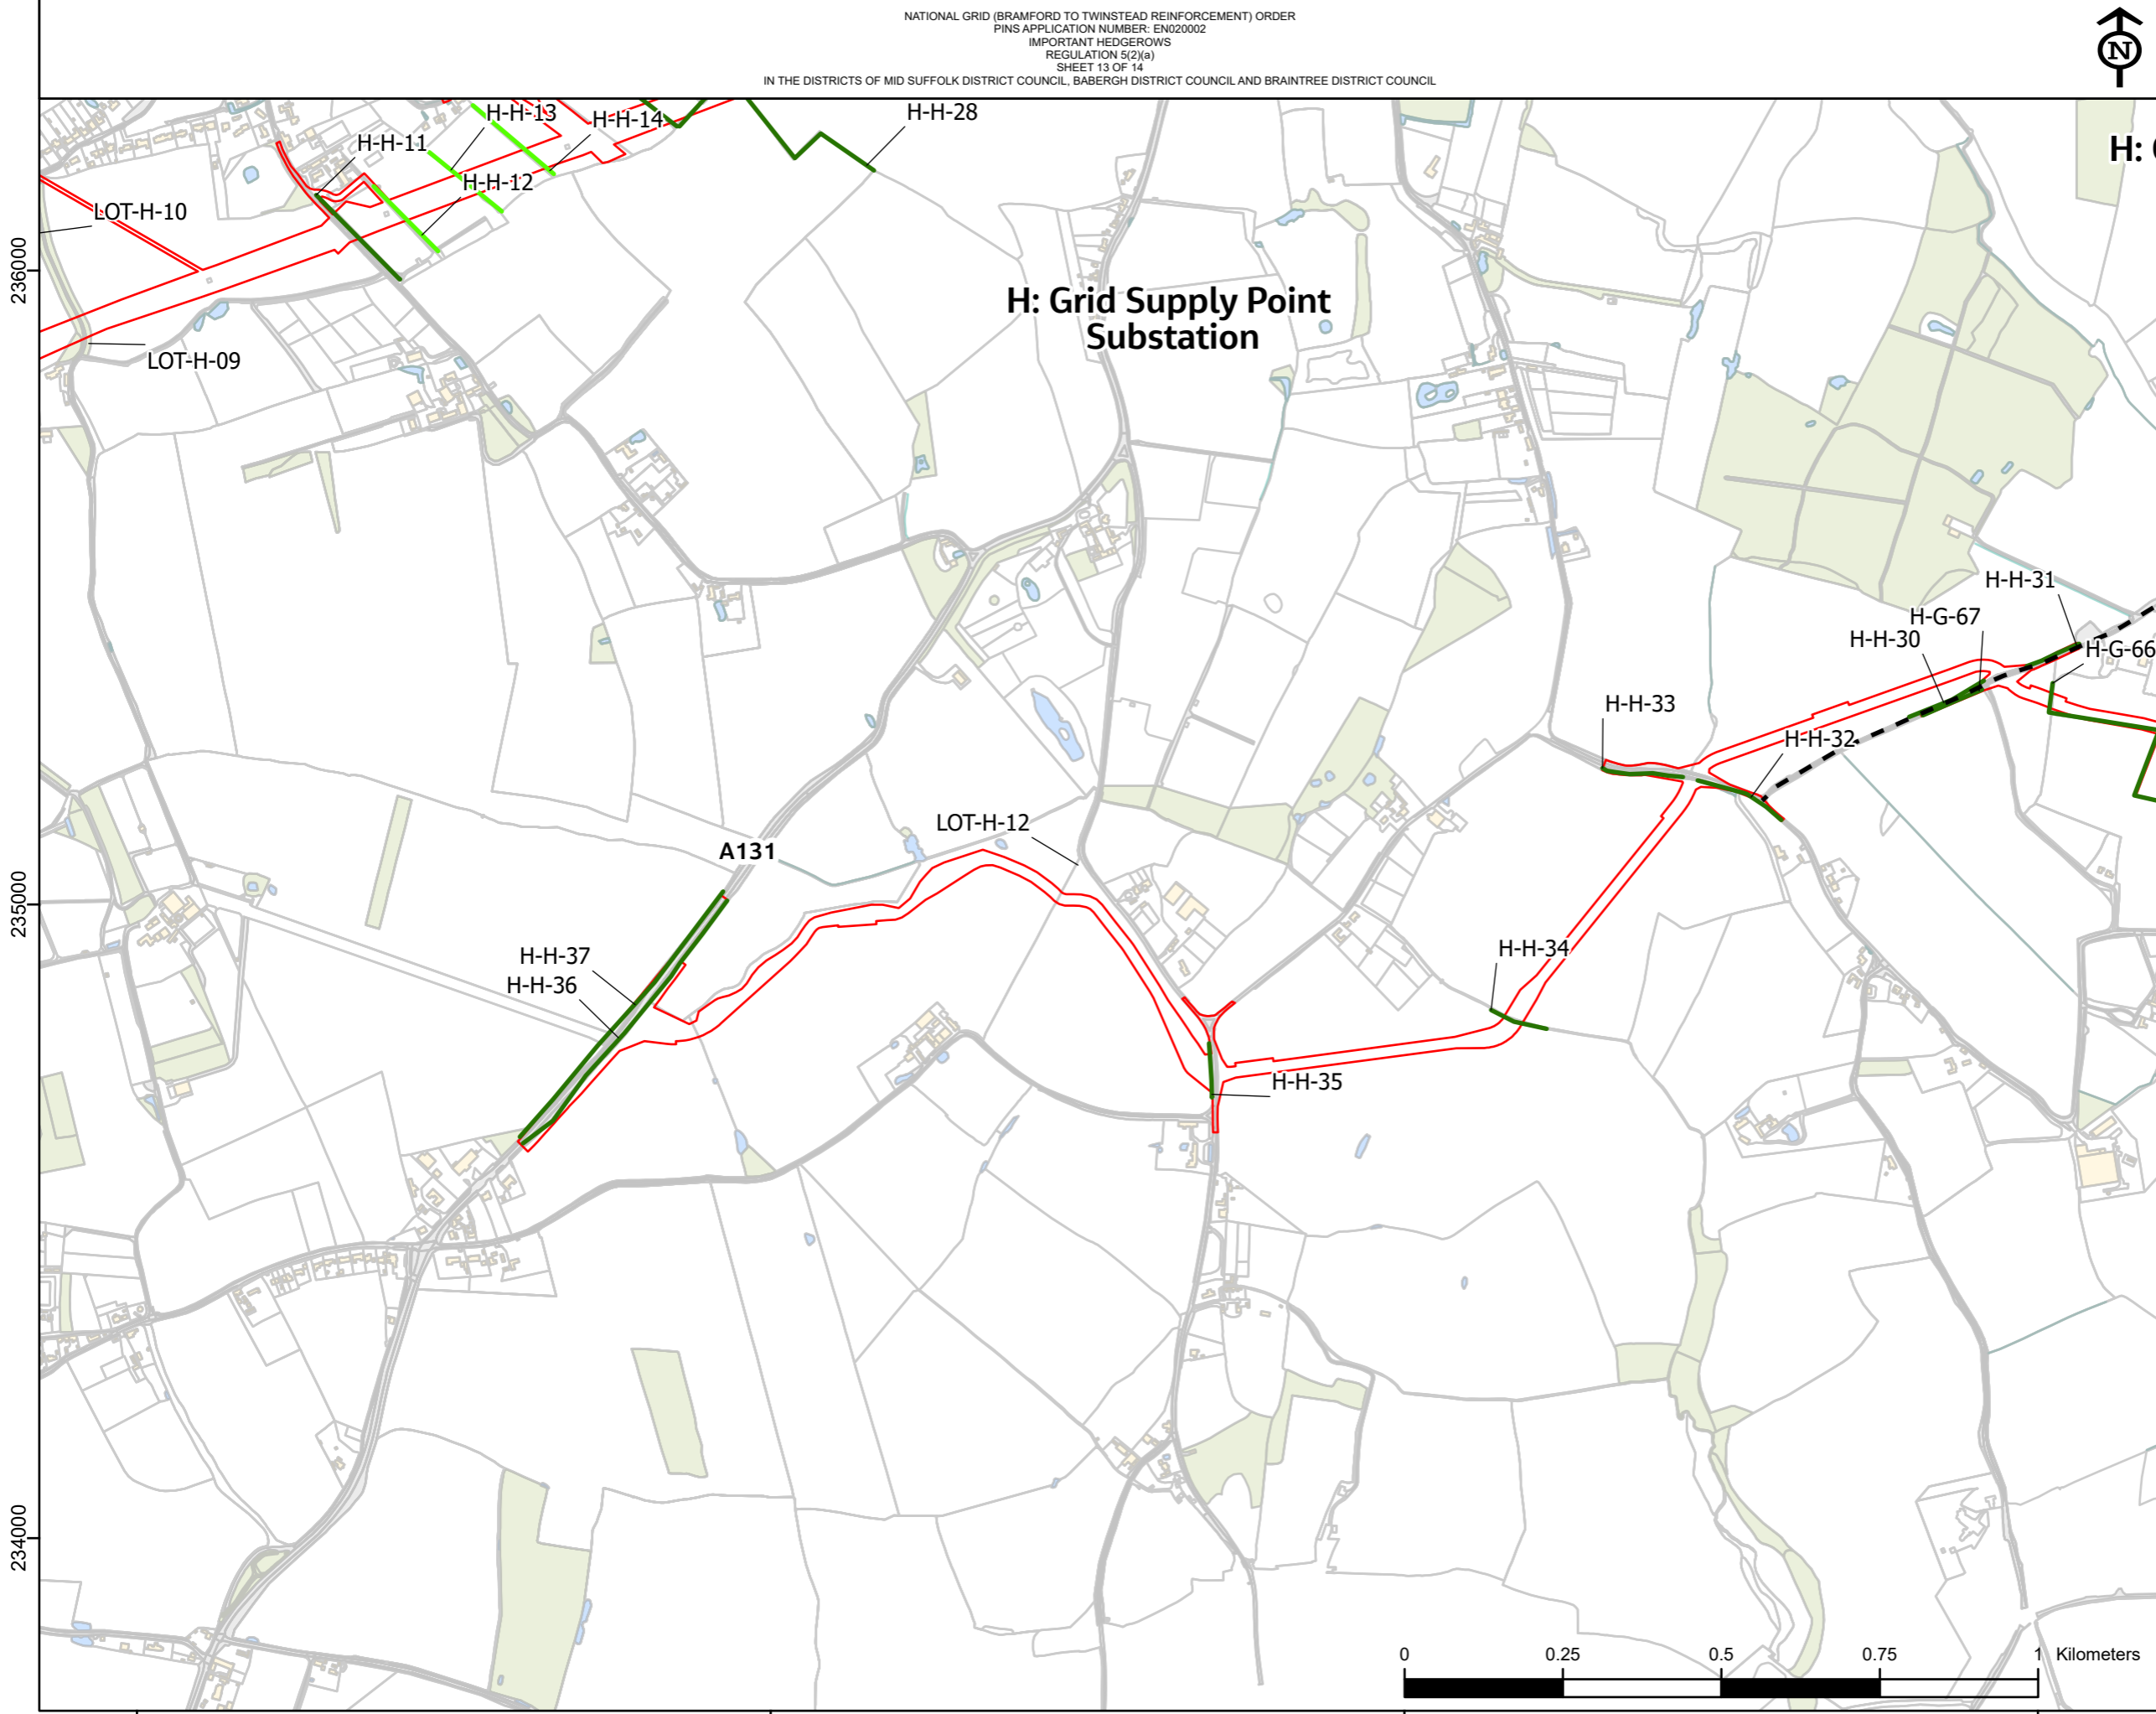 NATIONAL GRID (BRAMFORD TO TWINSTEAD REINFORCEMENT) ORDER
PINS APPLICATION NUMBER: EN020002
IMPORTANT HEDGEROWS
REGULATION 5(2)(a)
SHEET 13 OF 14
IN THE DISTRICTS OF MID SUFFOLK DISTRICT COUNCIL, BABERGH DISTRICT COUNCIL AND BRAINTREE DISTRICT COUNCIL
N
H-H-13
H-H-14
H-H-28
H-H-11
H:
H-H-12
LOT-H-10
236000
H: Grid Supply Point
Substation
LOT-H-09
H-H-31
H-G-67
H-H-30
H-G-66
H-H-33
H-H-32
LOT-H-12
A131
235000
H-H-34
H-H-37
H-H-36
H-H-35
234000
0 0.25 0.5 0.75 1 Kilometers